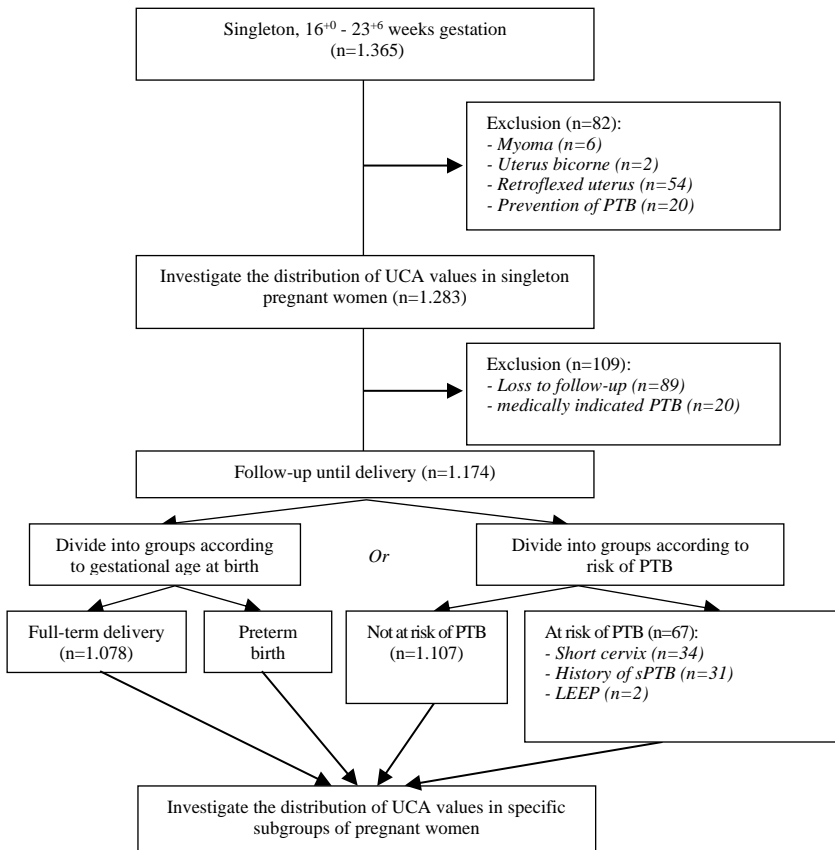 Singleton, 16+0 - 23+6 weeks gestation
(n=1.365)
Exclusion (n=82):
- Myoma (n=6)
- Uterus bicorne (n=2)
- Retroflexed uterus (n=54)
- Prevention of PTB (n=20)
Investigate the distribution of UCA values in singleton
pregnant women (n=1.283)
Exclusion (n=109):
- Loss to follow-up (n=89)
- medically indicated PTB (n=20)
Follow-up until delivery (n=1.174)
Divide into groups according
to gestational age at birth
Or
Divide into groups according to
risk of PTB
Full-term delivery
(n=1.078)
Preterm
birth
Not at risk of PTB
(n=1.107)
At risk of PTB (n=67):
- Short cervix (n=34)
- History of sPTB (n=31)
- LEEP (n=2)
Investigate the distribution of UCA values in specific
subgroups of pregnant women